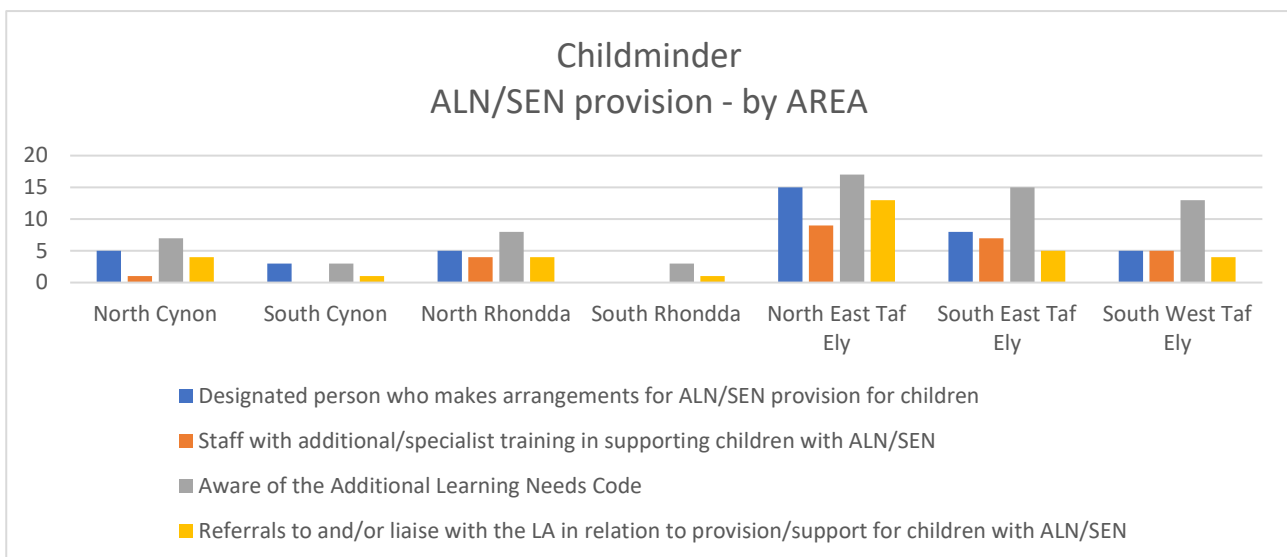 Childminder
ALN/SEN provision - by AREA
20
15
10
5
0
North Cynon
South Cynon
North Rhondda
South Rhondda
North East Taf
Ely
South East Taf
Ely
South West Taf
Ely
Designated person who makes arrangements for ALN/SEN provision for children
Staff with additional/specialist training in supporting children with ALN/SEN
Aware of the Additional Learning Needs Code
Referrals to and/or liaise with the LA in relation to provision/support for children with ALN/SEN